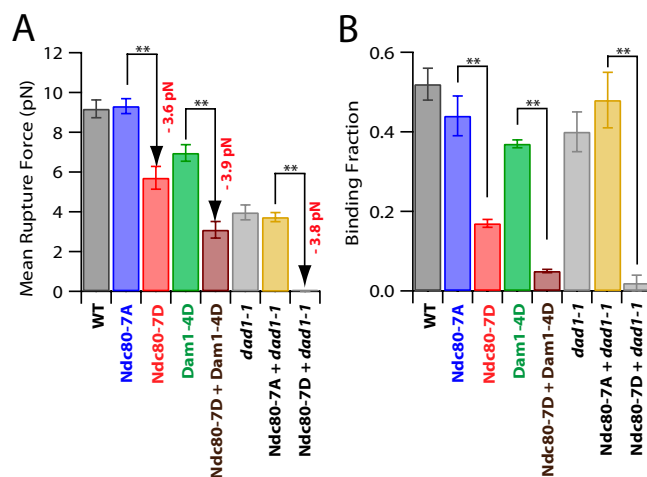 A
Mean Rupture Force (pN)
12
10
8
6
4
2
0
**
- 3.6 pN
**
- 3.9 pN
**
- 3.8 pN
WT
Ndc80-7A
Ndc80-7D
Dam1-4D
Ndc80-7D + Dam1-4D
dad1-1
Ndc80-7A + dad1-1
Ndc80-7D + dad1-1
B
Binding Fraction
0.6
0.4
0.2
0.0
**
**
**
WT
Ndc80-7A
Ndc80-7D
Dam1-4D
Ndc80-7D + Dam1-4D
dad1-1
Ndc80-7A + dad1-1
Ndc80-7D + dad1-1